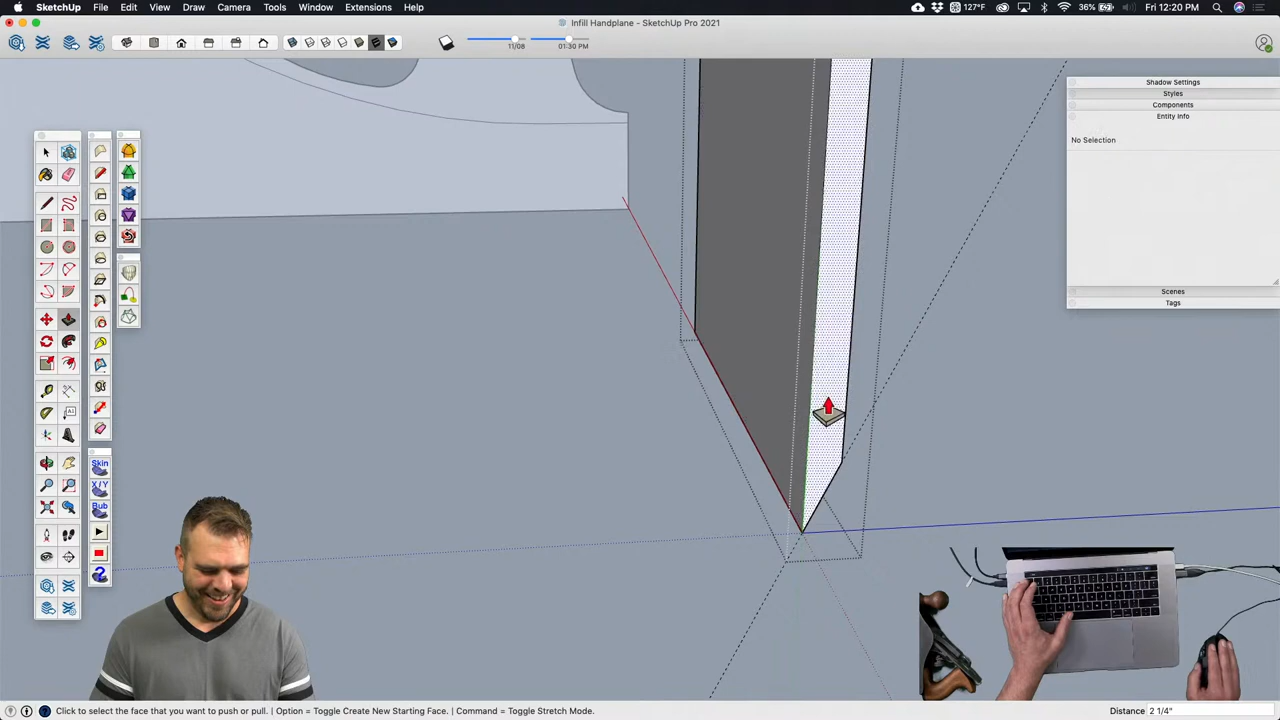 SketchUp File Edit View Draw Camera Tools Window Extensions Help 127°F 36% Fri 12:20 PM
Infill Handplane - SketchUp Pro 2021
11/08 01:30 PM
Shadow Settings
Styles
Components
Entity Info
No Selection
Scenes
Tags
Skin
X/Y
Bub
Click to select the face that you want to push or pull. | Option = Toggle Create New Starting Face. | Command = Toggle Stretch Mode. Distance 2 1/4"